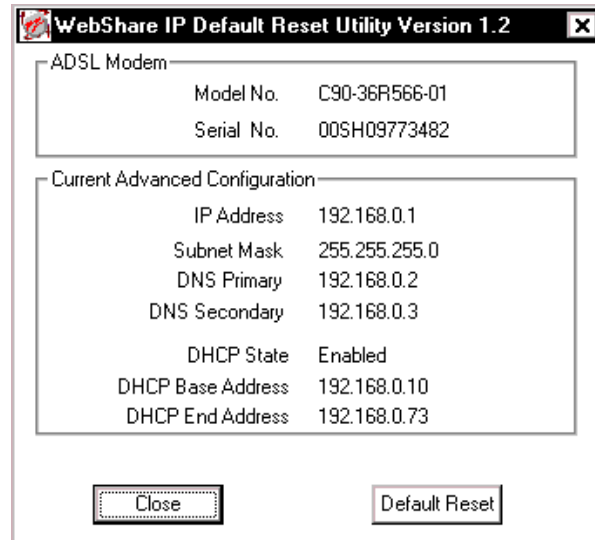 WebShare IP Default Reset Utility Version 1.2
ADSL Modem
Model No. C90-36R566-01
Serial No. 00SH09773482
Current Advanced Configuration
IP Address 192.168.0.1
Subnet Mask 255.255.255.0
DNS Primary 192.168.0.2
DNS Secondary 192.168.0.3
DHCP State Enabled
DHCP Base Address 192.168.0.10
DHCP End Address 192.168.0.73
Close Default Reset